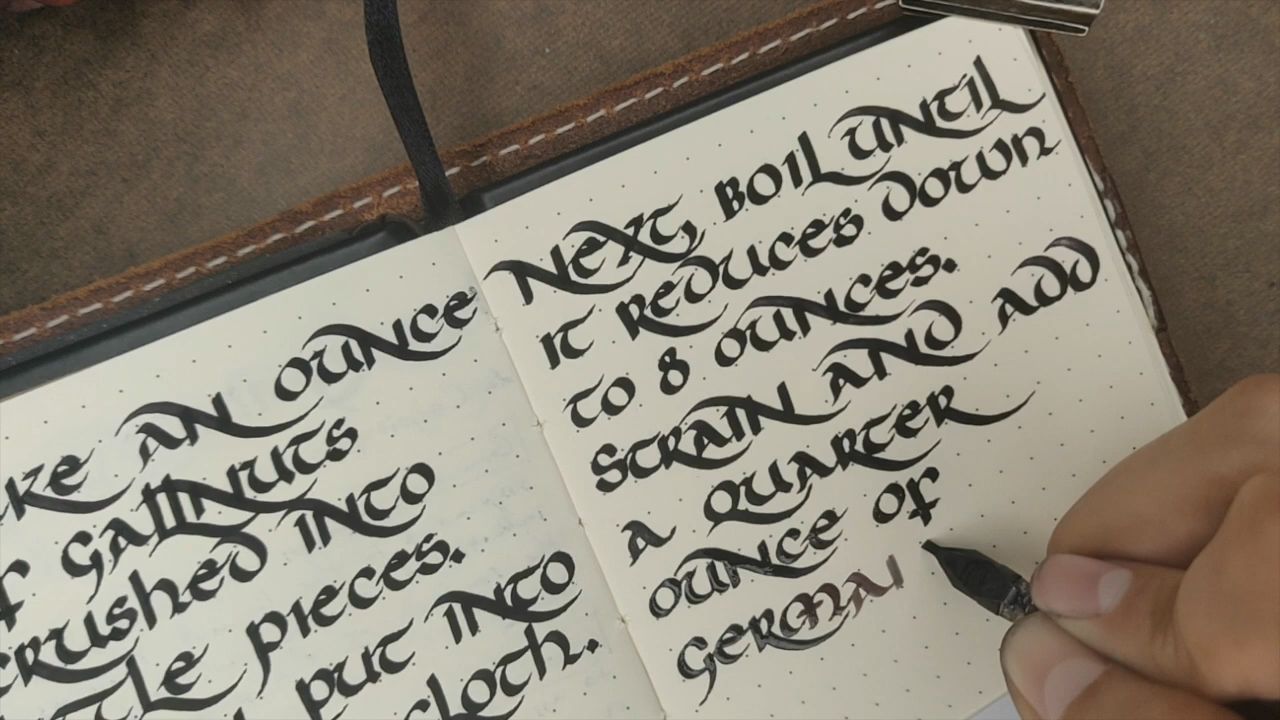 AN OUNCE
GALLNUTS
CRUSHED INTO
PIECES.
PUT INTO
CLOTH.
NEXT, BOIL UNTIL
IT REDUCES DOWN
TO 8 OUNCES.
STRAIN AND ADD
A QUARTER
OUNCE OF